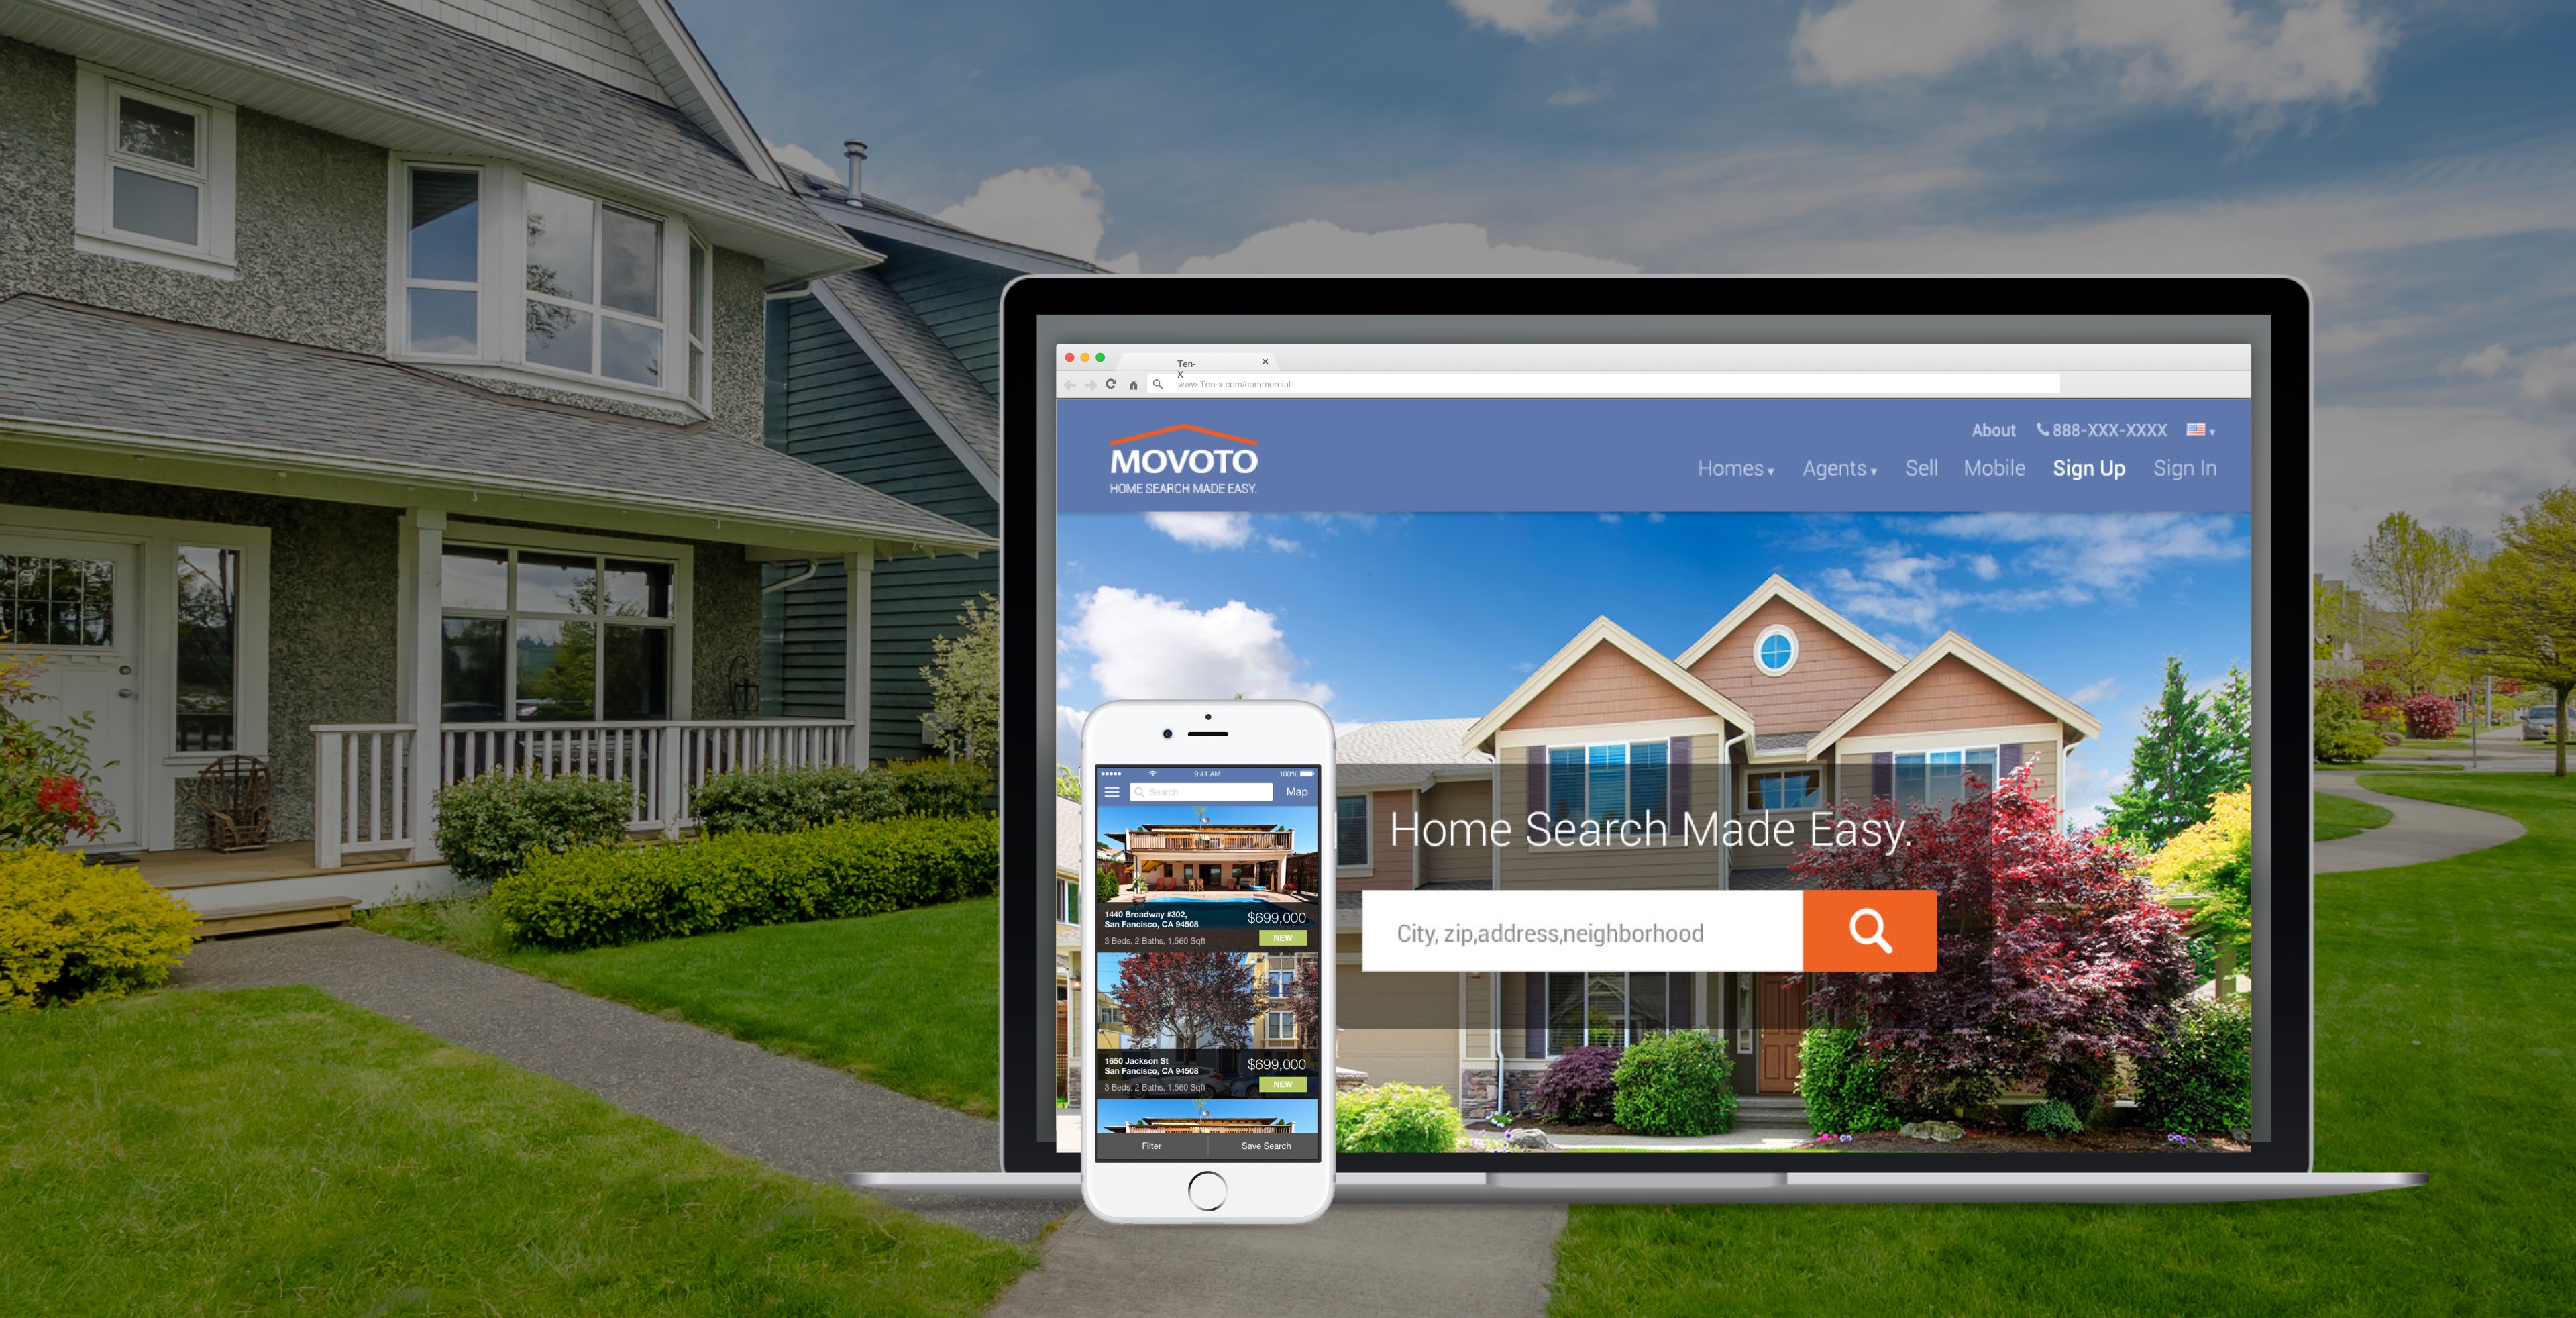 Ten-
X
www.Ten-x.com/commercial
About 888-XXX-XXXX
MOVOTO
HOME SEARCH MADE EASY.
Homes Agents Sell Mobile Sign Up Sign In
Home Search Made Easy.
City, zip,address,neighborhood
9:41 AM 100%
Search Map
1440 Broadway #302,
San Fancisco, CA 94508
$699,000
3 Beds, 2 Baths, 1,560 Sqft
NEW
1650 Jackson St
San Fancisco, CA 94508
$699,000
3 Beds, 2 Baths, 1,560 Sqft
NEW
Filter Save Search